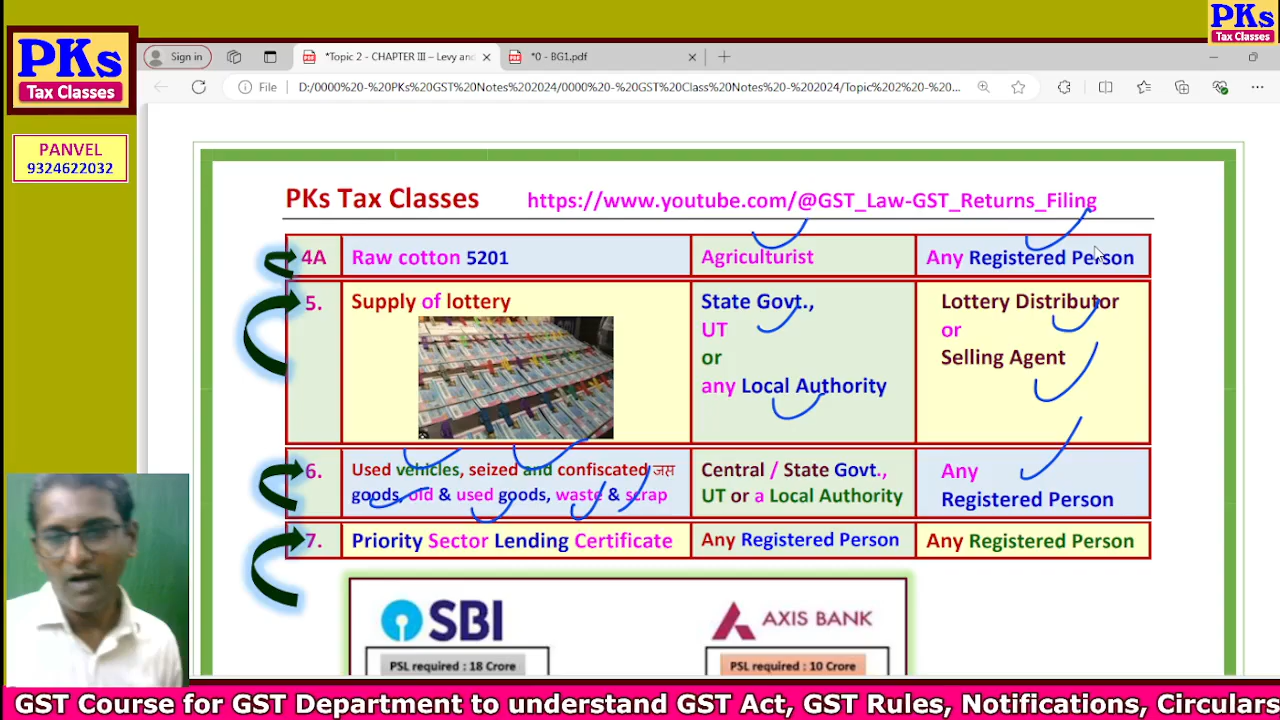 PKs
Tax Classes
PKs
Tax Classes
PANVEL
9324622032
Sign in
*Topic 2 - CHAPTER III – Levy and
*0 - BG1.pdf
File
D:/0000%20-%20PKs%20GST%20Notes%202024/0000%20-%20GST%20Class%20Notes%20-%202024/Topic%202%20-%20...
PKs Tax Classes https://www.youtube.com/@GST_Law-GST_Returns_Filing
4A Raw cotton 5201 Agriculturist Any Registered Person
5. Supply of lottery State Govt., Lottery Distributor
UT or
or Selling Agent
any Local Authority
6. Used vehicles, seized and confiscated जप्त Central / State Govt., Any
goods, old & used goods, waste & scrap UT or a Local Authority Registered Person
7. Priority Sector Lending Certificate Any Registered Person Any Registered Person
SBI AXIS BANK
PSL required : 18 Crore PSL required : 10 Crore
GST Course for GST Department to understand GST Act, GST Rules, Notifications, Circulars